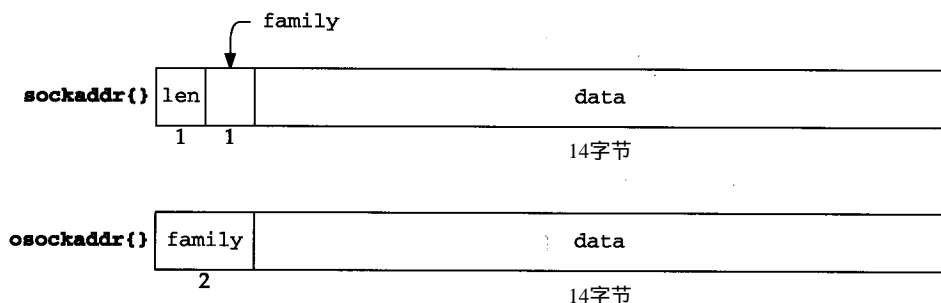 family
sockaddr{} len data
1 1
14字节
osockaddr{} family data
2
14字节